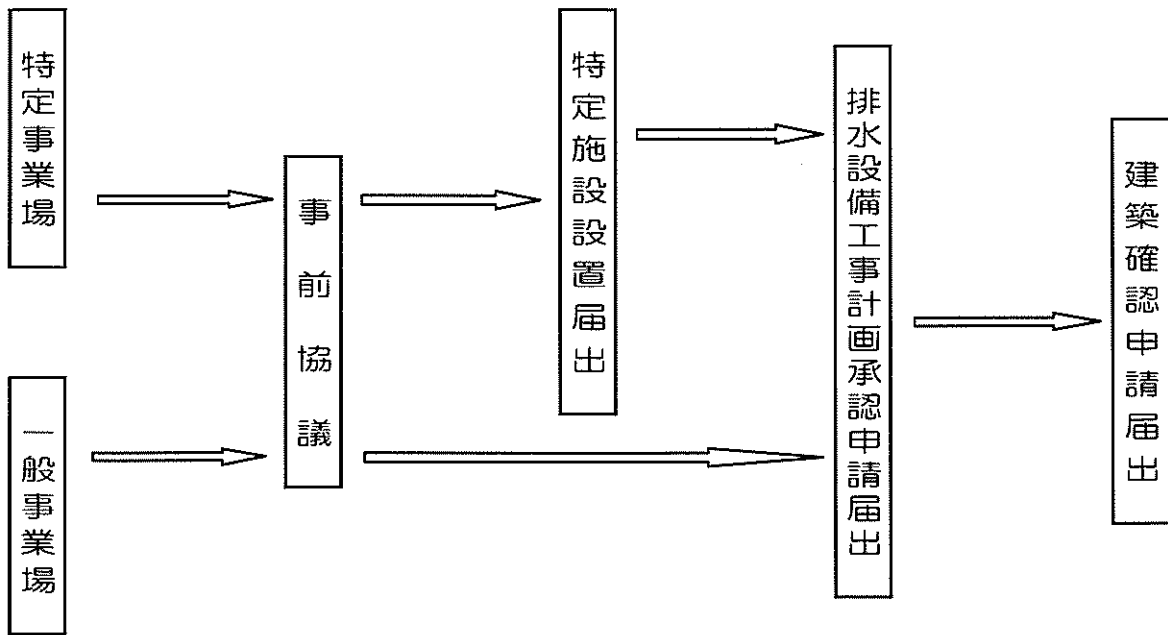 特定事業場
一般事業場
事前協議
特定施設設置届出
排水設備工事計画承認申請届出
建築確認申請届出